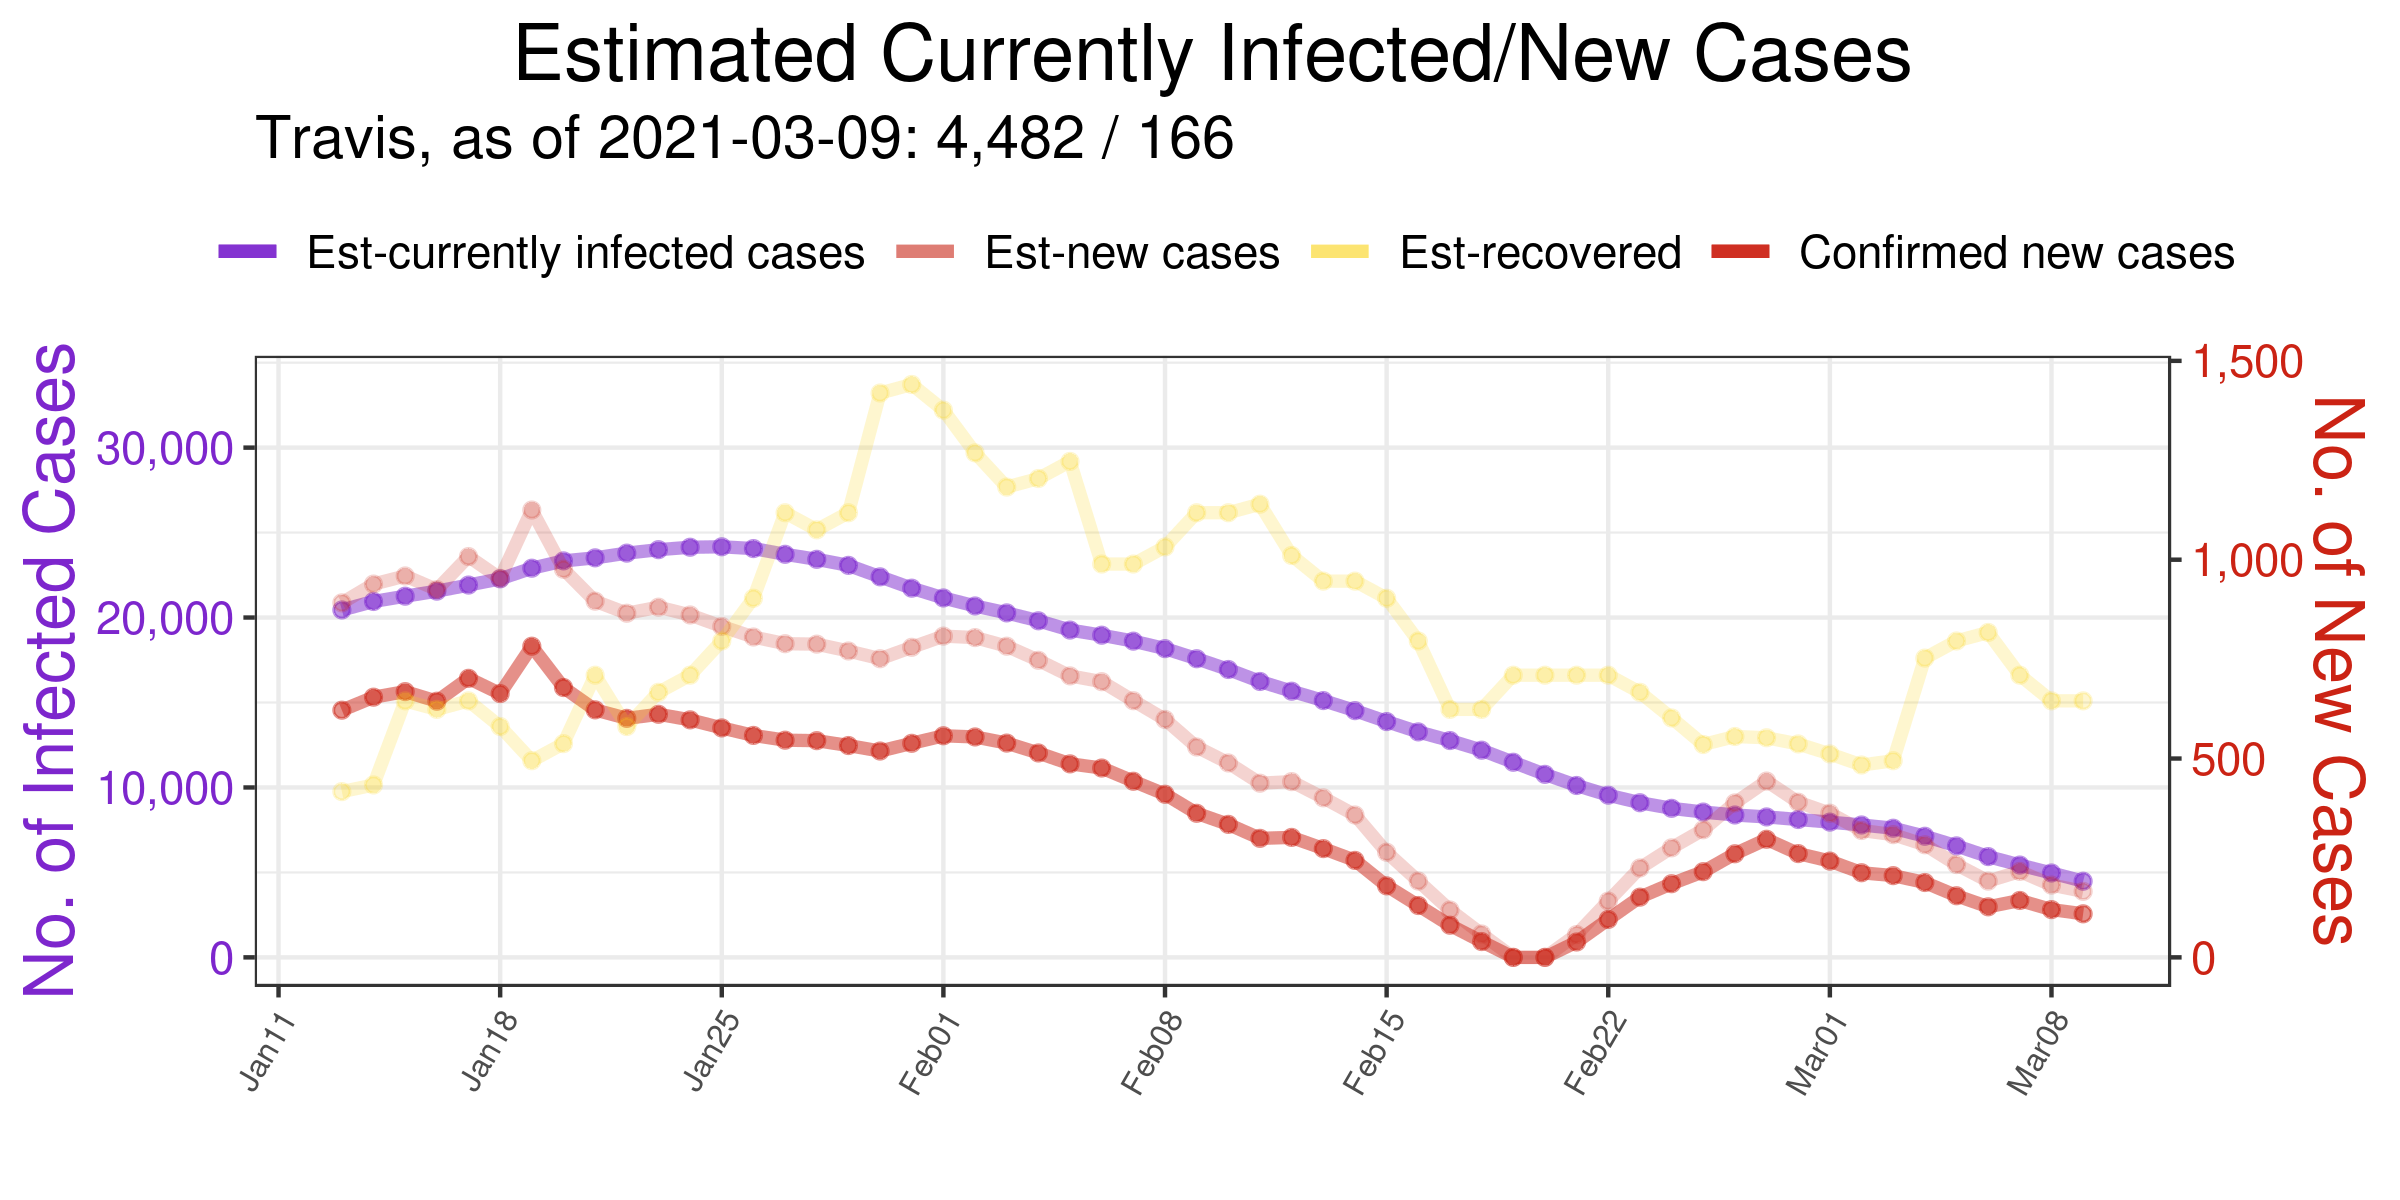 Estimated Currently Infected/New Cases
Travis, as of 2021-03-09: 4,482 / 166
Est-currently infected cases Est-new cases Est-recovered Confirmed new cases
No. of Infected Cases
30,000
20,000
10,000
0
1,500
1,000
500
0
No. of New Cases
Jan11 Jan18 Jan25 Feb01 Feb08 Feb15 Feb22 Mar01 Mar08